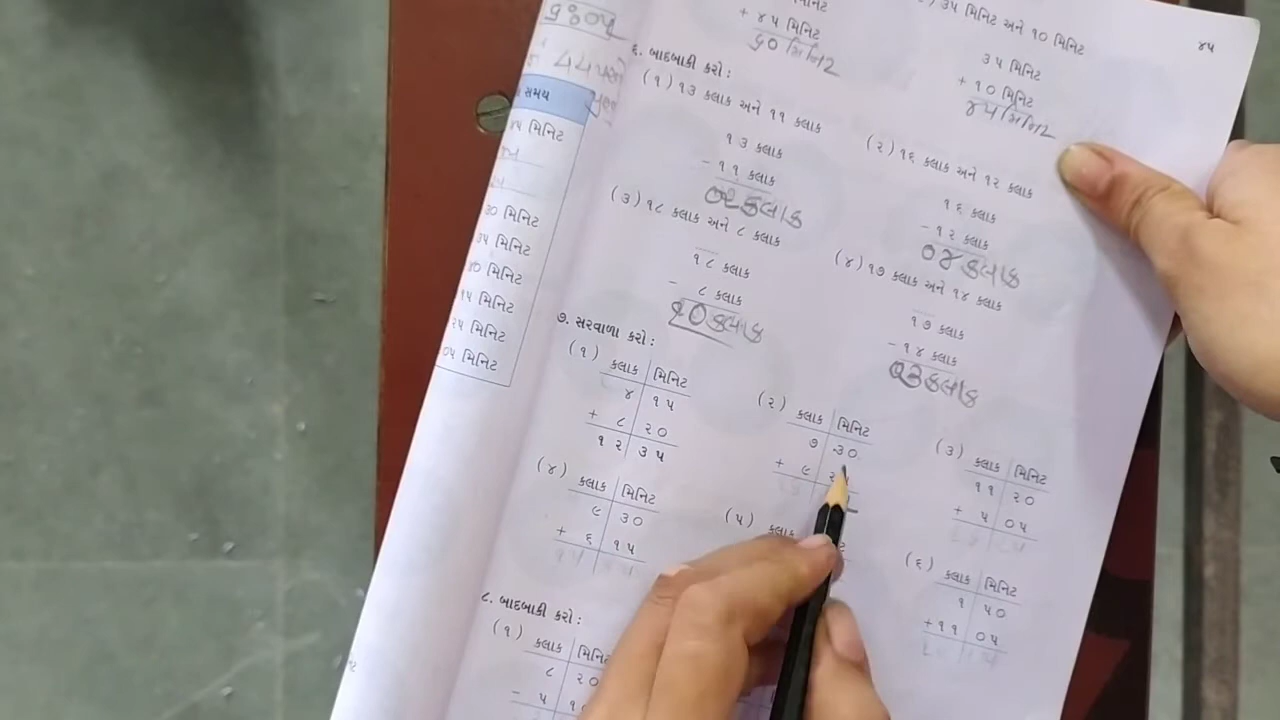 ૪૫
+ ૪૫ મિનિટ
૯૦ મિનિટ
૩૫ મિનિટ અને ૧૦ મિનિટ
૩૫ મિનિટ
+ ૧૦ મિનિટ
૪૫ મિનિટ
સમય
૪૫ મિનિટ
૩૦ મિનિટ
૩૫ મિનિટ
૧૫ મિનિટ
૨૫ મિનિટ
૦૫ મિનિટ
૬. બાદબાકી કરો :
(૧) ૧૩ કલાક અને ૧૧ કલાક
૧૩ કલાક
- ૧૧ કલાક
૦૨ કલાક
(૨) ૧૬ કલાક અને ૧૨ કલાક
૧૬ કલાક
- ૧૨ કલાક
૦૪ કલાક
(૩) ૧૮ કલાક અને ૮ કલાક
૧૮ કલાક
- ૮ કલાક
૧૦ કલાક
(૪) ૧૭ કલાક અને ૧૪ કલાક
૧૭ કલાક
- ૧૪ કલાક
૦૩ કલાક
૭. સરવાળા કરો :
(૧) કલાક મિનિટ
૪ ૧૫
+ ૮ ૨૦
૧૨ ૩૫
(૨) કલાક મિનિટ
૭ ૩૦
+ ૯
(૩) કલાક મિનિટ
૧૧ ૨૦
+ ૫ ૦૫
(૪) કલાક મિનિટ
૯ ૩૦
+ ૬ ૧૫
(૫) કલાક
(૬) કલાક મિનિટ
૧ ૫૦
+ ૧૧ ૦૫
૮. બાદબાકી કરો :
(૧) કલાક મિનિટ
૮ ૨૦
- ૫